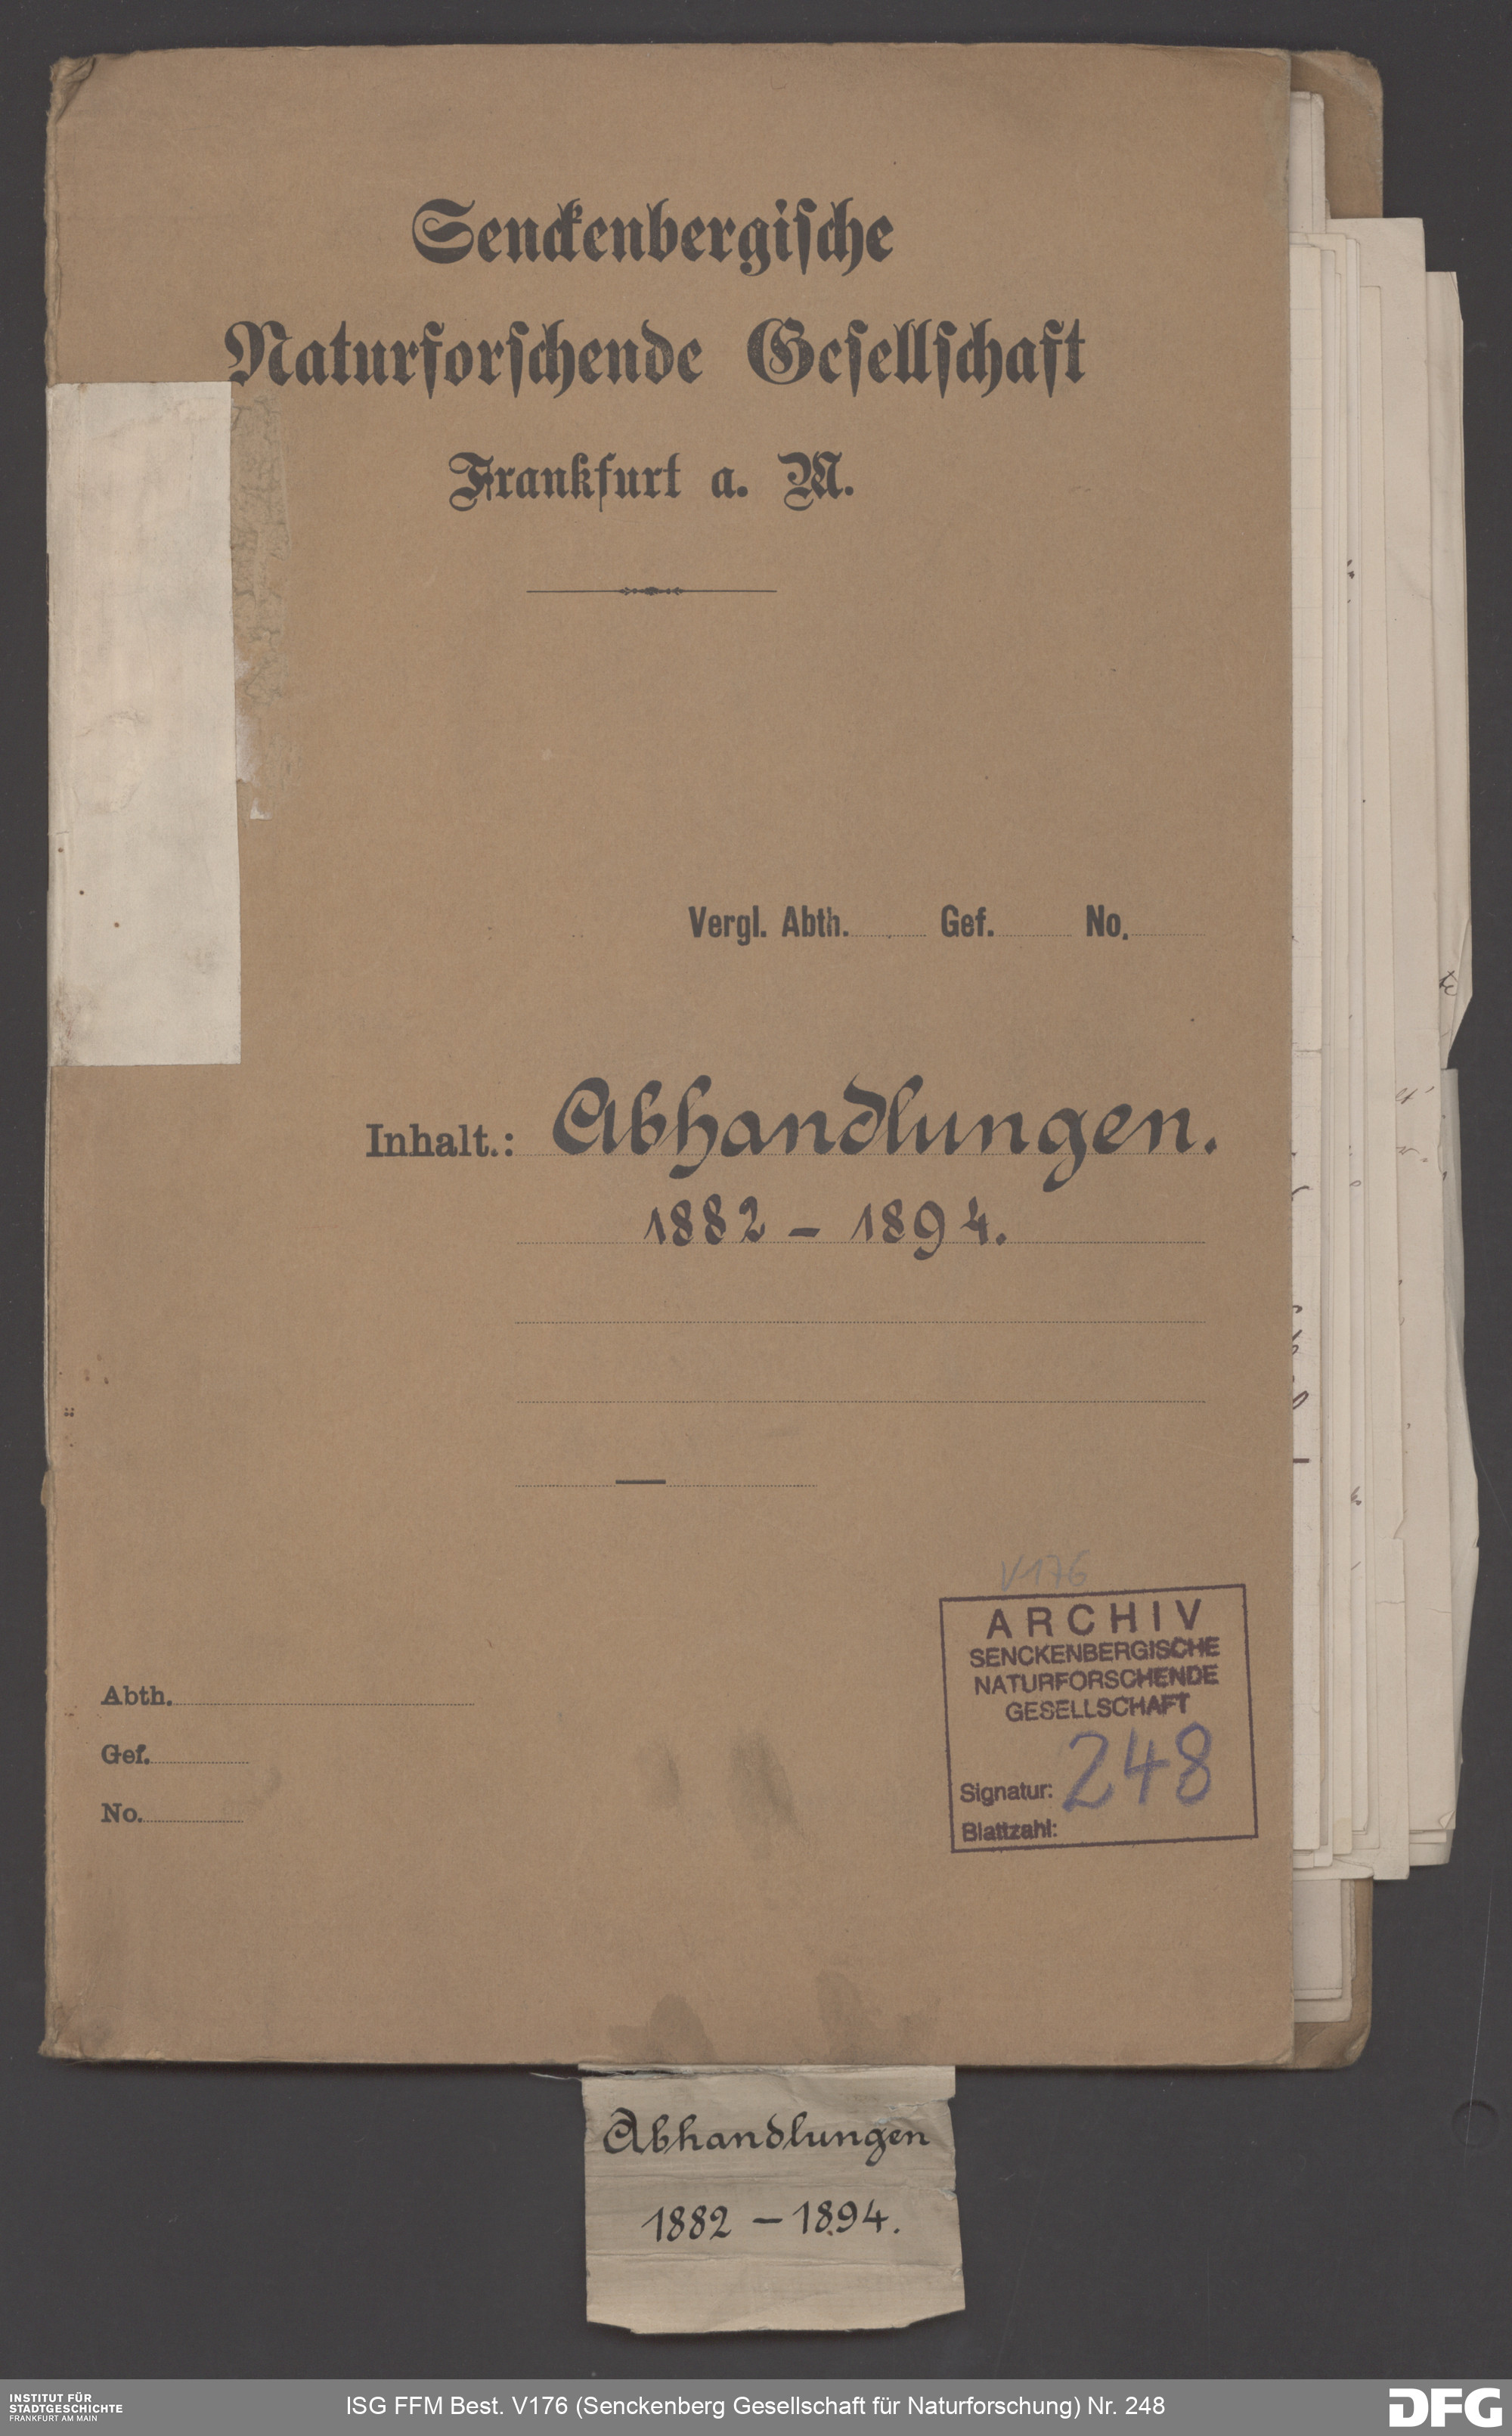 Senckenbergische
Naturforschende Gesellschaft
Frankfurt a. M.
Vergl. Abth. Gef. No.
Inhalt.: Abhandlungen.
1882 – 1894.
V176
ARCHIV
SENCKENBERGISCHE
NATURFORSCHENDE
GESELLSCHAFT
Signatur: 248
Blattzahl:
Abth.
Gef.
No.
Abhandlungen
1882 – 1894.
INSTITUT FÜR
STADTGESCHICHTE
FRANKFURT AM MAIN
ISG FFM Best. V176 (Senckenberg Gesellschaft für Naturforschung) Nr. 248
DFG